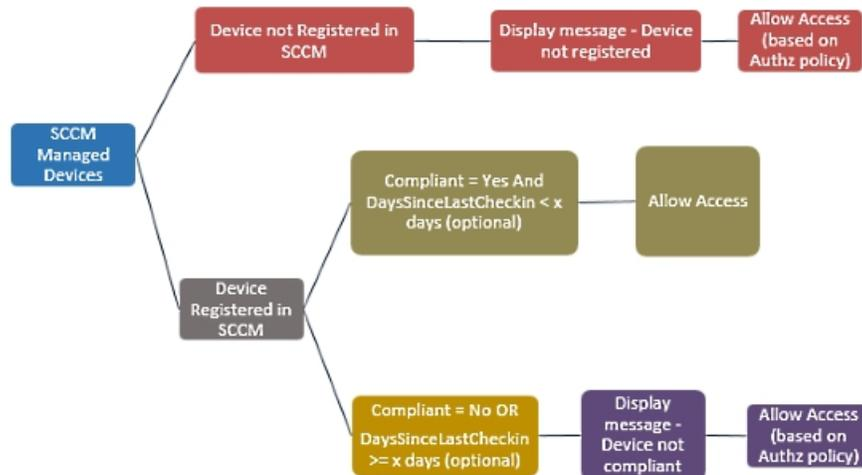 Device not Registered in
SCCM
Display message - Device
not registered
Allow Access
(based on
Authz policy)
SCCM
Managed
Devices
Compliant = Yes And
DaysSinceLastCheckin < x
days (optional)
Allow Access
Device
Registered in
SCCM
Compliant = No OR
DaysSinceLastCheckin
>= x days (optional)
Display
message -
Device not
compliant
Allow Access
(based on
Authz policy)